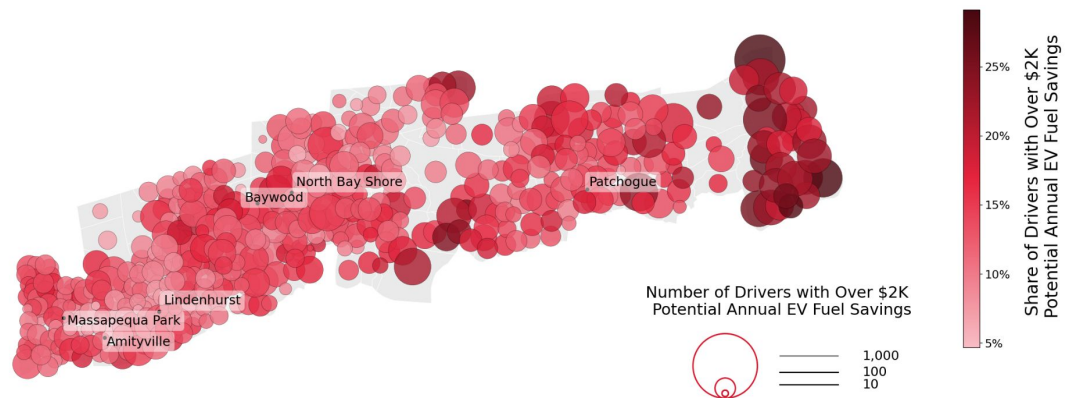 North Bay Shore
Baywood
Patchogue
Lindenhurst
Massapequa Park
Amityville
Number of Drivers with Over $2K
Potential Annual EV Fuel Savings
1,000
100
10
25%
20%
15%
10%
5%
Share of Drivers with Over $2K
Potential Annual EV Fuel Savings